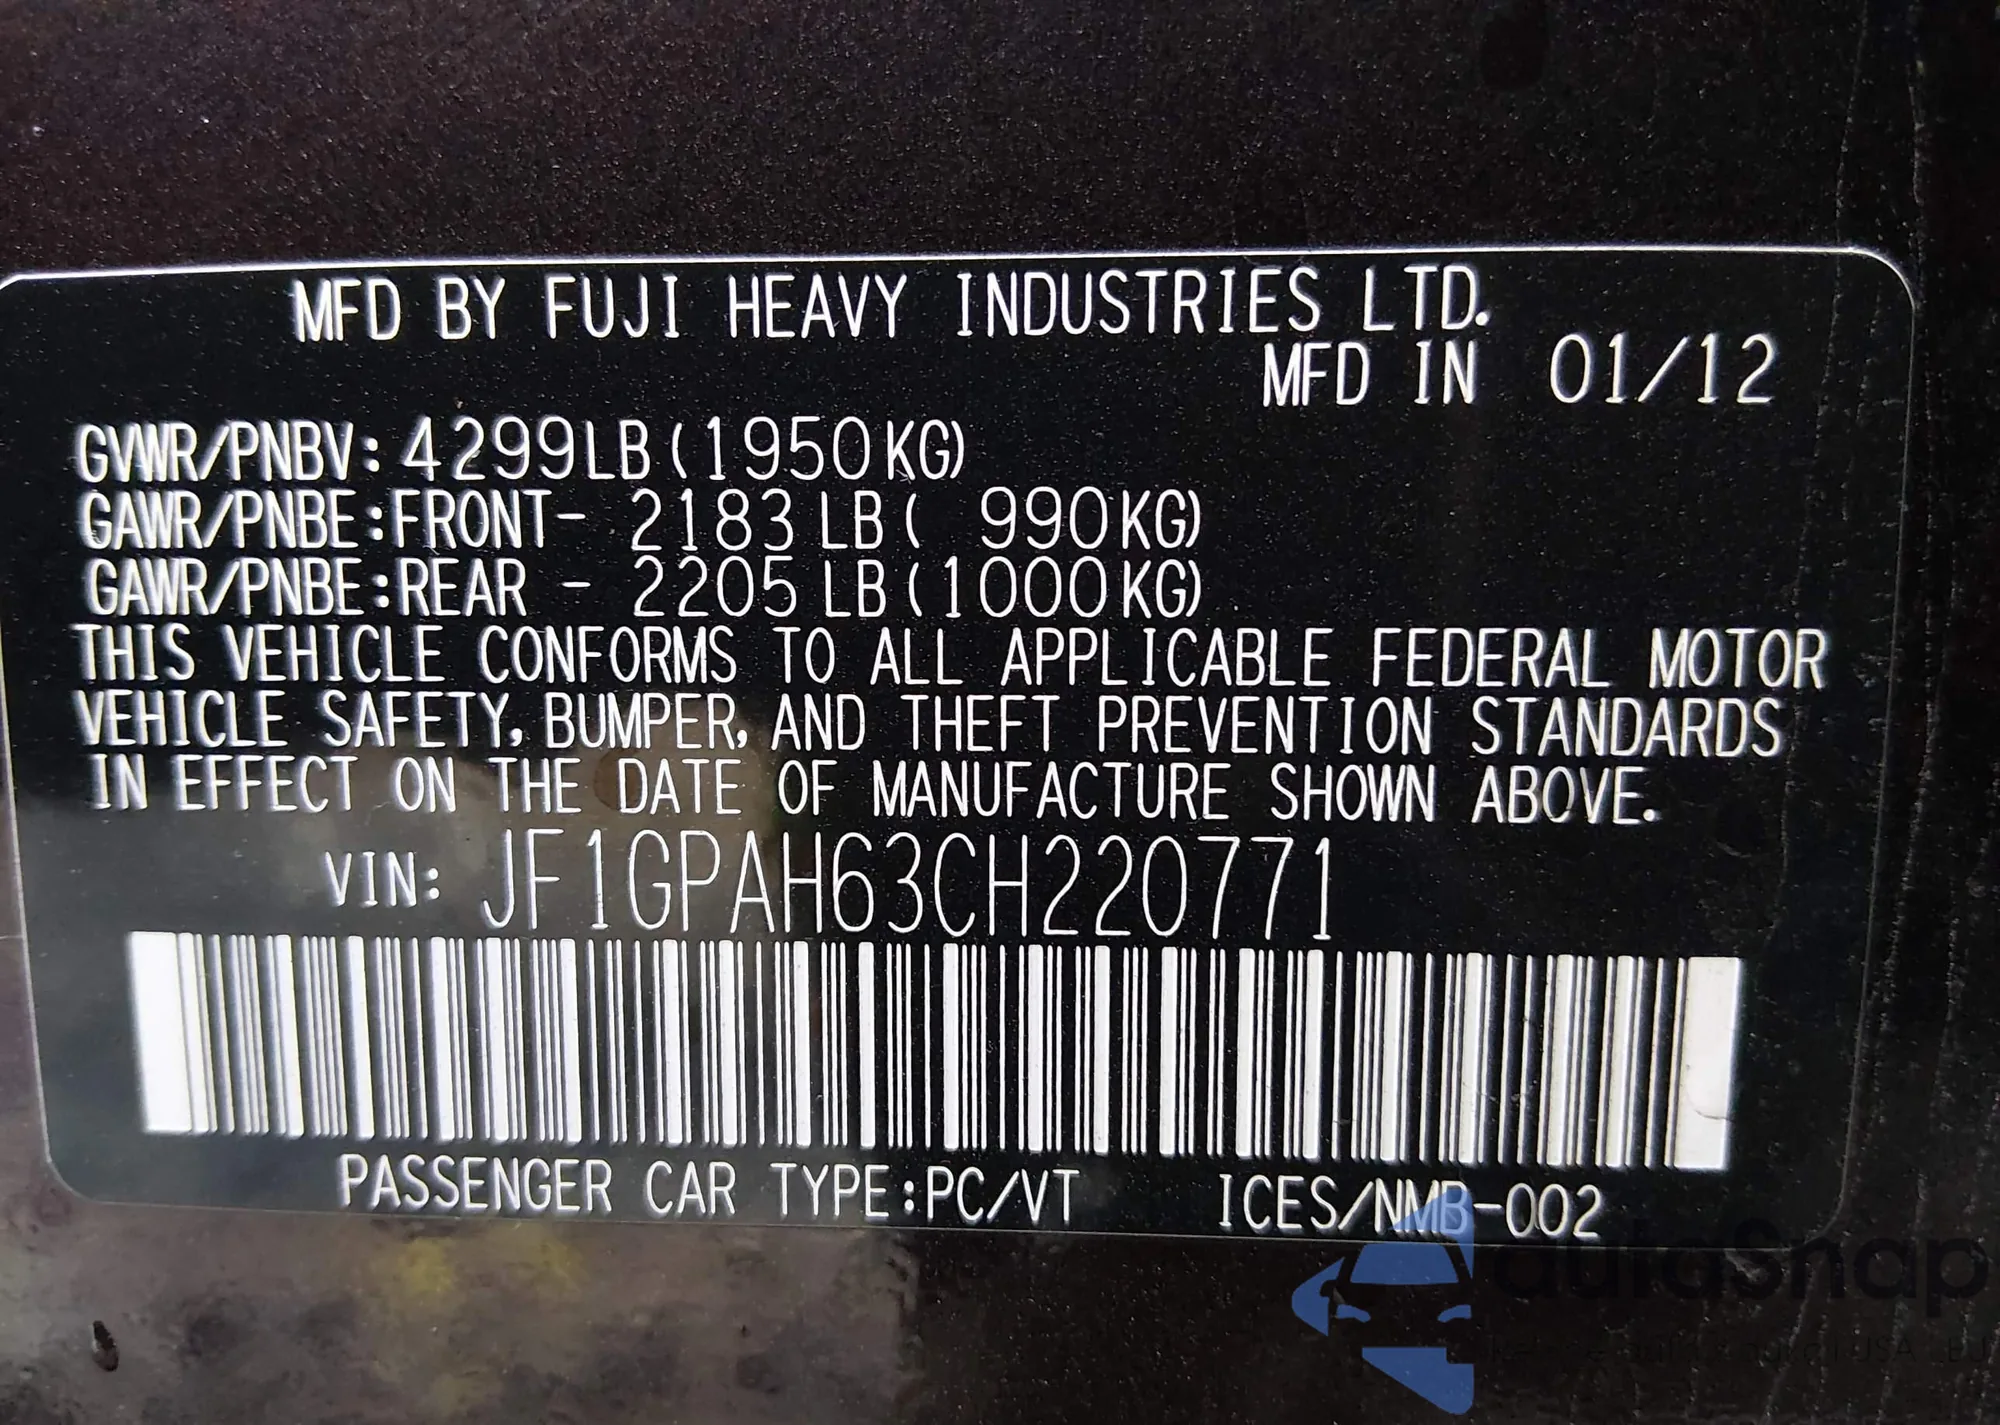 MFD BY FUJI HEAVY INDUSTRIES LTD.
MFD IN 01/12
GVWR/PNBV: 4299LB (1950KG)
GAWR/PNBE:FRONT- 2183 LB ( 990KG)
GAWR/PNBE:REAR - 2205 LB (1000KG)
THIS VEHICLE CONFORMS TO ALL APPLICABLE FEDERAL MOTOR
VEHICLE SAFETY, BUMPER, AND THEFT PREVENTION STANDARDS
IN EFFECT ON THE DATE OF MANUFACTURE SHOWN ABOVE.
VIN: JF1GPAH63CH220771
PASSENGER CAR TYPE:PC/VT ICES/NMB-002
autaSnap
USA
EU